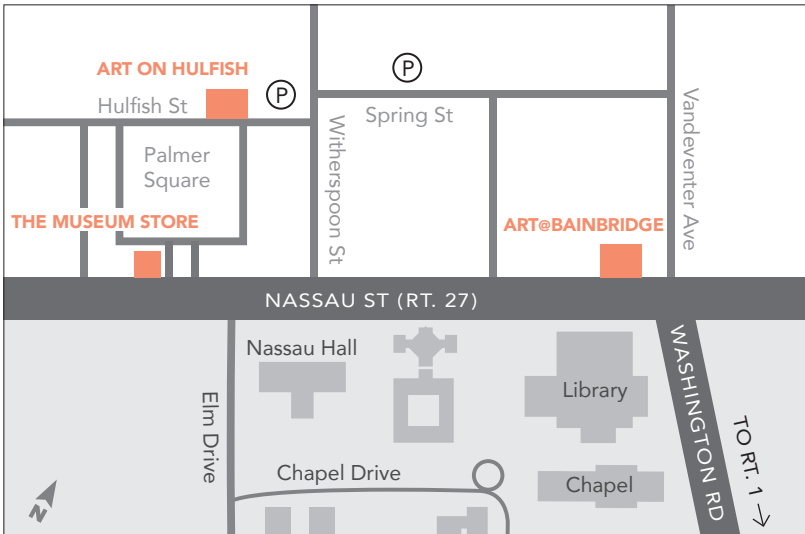 ART ON HULFISH
P
P
Hulfish St
Spring St
Vandeventer Ave
Witherspoon St
Palmer
Square
THE MUSEUM STORE
ART@BAINBRIDGE
NASSAU ST (RT. 27)
Nassau Hall
Library
WASHINGTON RD
Elm Drive
TO RT. 1
Chapel Drive
Chapel
N